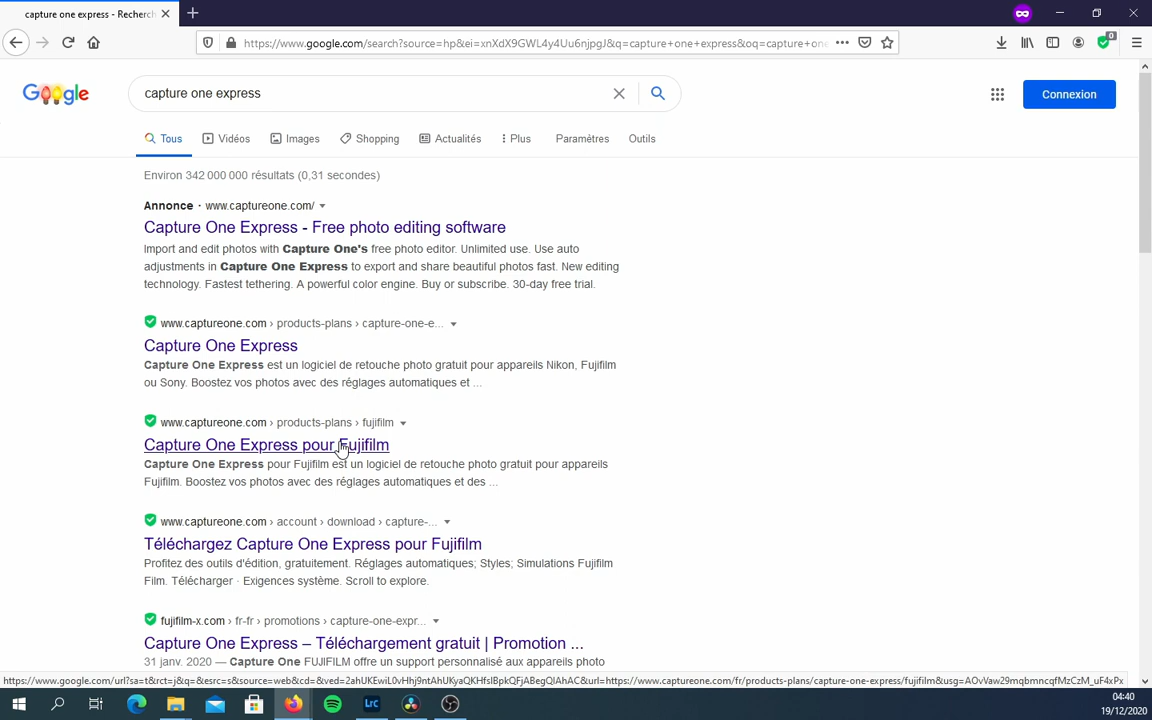 capture one express - Recherch
https://www.google.com/search?source=hp&ei=xnXdX9GWL4y4Uu6njpgJ&q=capture+one+express&oq=capture+on
0
Google
capture one express
Connexion
Tous
Vidéos
Images
Shopping
Actualités
Plus
Paramètres
Outils
Environ 342 000 000 résultats (0,31 secondes)
Annonce · www.captureone.com/
Capture One Express - Free photo editing software
Import and edit photos with Capture One's free photo editor. Unlimited use. Use auto
adjustments in Capture One Express to export and share beautiful photos fast. New editing
technology. Fastest tethering. A powerful color engine. Buy or subscribe. 30-day free trial.
www.captureone.com › products-plans › capture-one-e...
Capture One Express
Capture One Express est un logiciel de retouche photo gratuit pour appareils Nikon, Fujifilm
ou Sony. Boostez vos photos avec des réglages automatiques et ...
www.captureone.com › products-plans › fujifilm
Capture One Express pour Fujifilm
Capture One Express pour Fujifilm est un logiciel de retouche photo gratuit pour appareils
Fujifilm. Boostez vos photos avec des réglages automatiques et des ...
www.captureone.com › account › download › capture-...
Téléchargez Capture One Express pour Fujifilm
Profitez des outils d'édition, gratuitement. Réglages automatiques; Styles; Simulations Fujifilm
Film. Télécharger · Exigences système. Scroll to explore.
fujifilm-x.com › fr-fr › promotions › capture-one-expr...
Capture One Express – Téléchargement gratuit | Promotion ...
31 janv. 2020 — Capture One FUJIFILM offre un support personnalisé aux appareils photo
https://www.google.com/url?sa=t&rct=j&q=&esrc=s&source=web&cd=&ved=2ahUKEwiL0vHhj9ntAhUKyaQKHfsIBpkQFjABegQIAhAC&url=https://www.captureone.com/fr/products-plans/capture-one-express/fujifilm&usg=AOvVaw29mqbmncqfMzCzM_uF4xPx
Lrc
04:40
19/12/2020